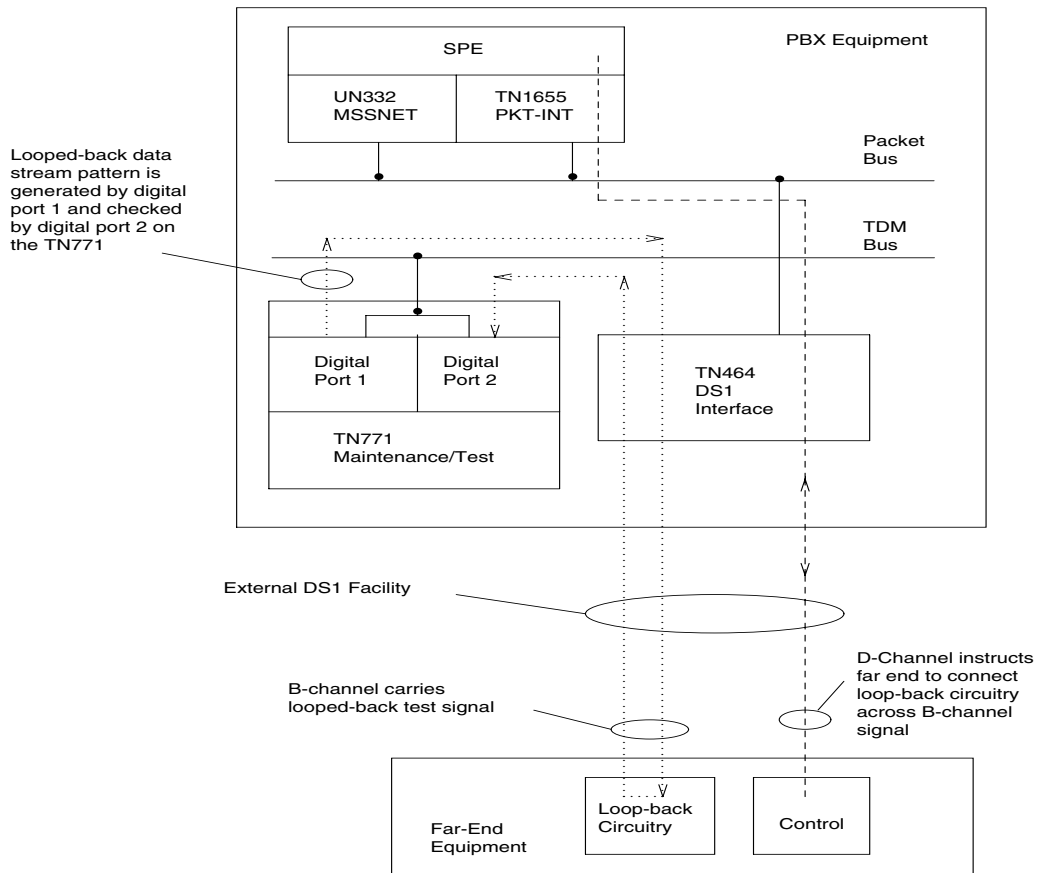 SPE
PBX Equipment
UN332
MSSNET
TN1655
PKT-INT
Packet
Bus
Looped-back data
stream pattern is
generated by digital
port 1 and checked
by digital port 2 on
the TN771
TDM
Bus
Digital
Port 1
Digital
Port 2
TN464
DS1
Interface
TN771
Maintenance/Test
External DS1 Facility
D-Channel instructs
far end to connect
loop-back circuitry
across B-channel
signal
B-channel carries
looped-back test signal
Loop-back
Circuitry
Control
Far-End
Equipment